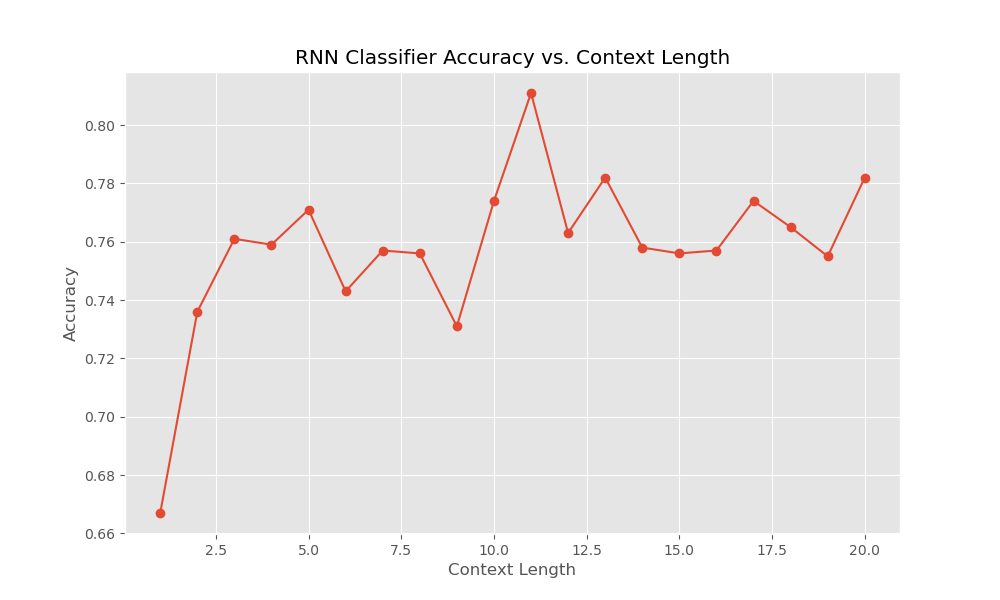 RNN Classifier Accuracy vs. Context Length
0.80
0.78
0.76
0.74
0.72
0.70
0.68
0.66
Accuracy
2.5 5.0 7.5 10.0 12.5 15.0 17.5 20.0
Context Length